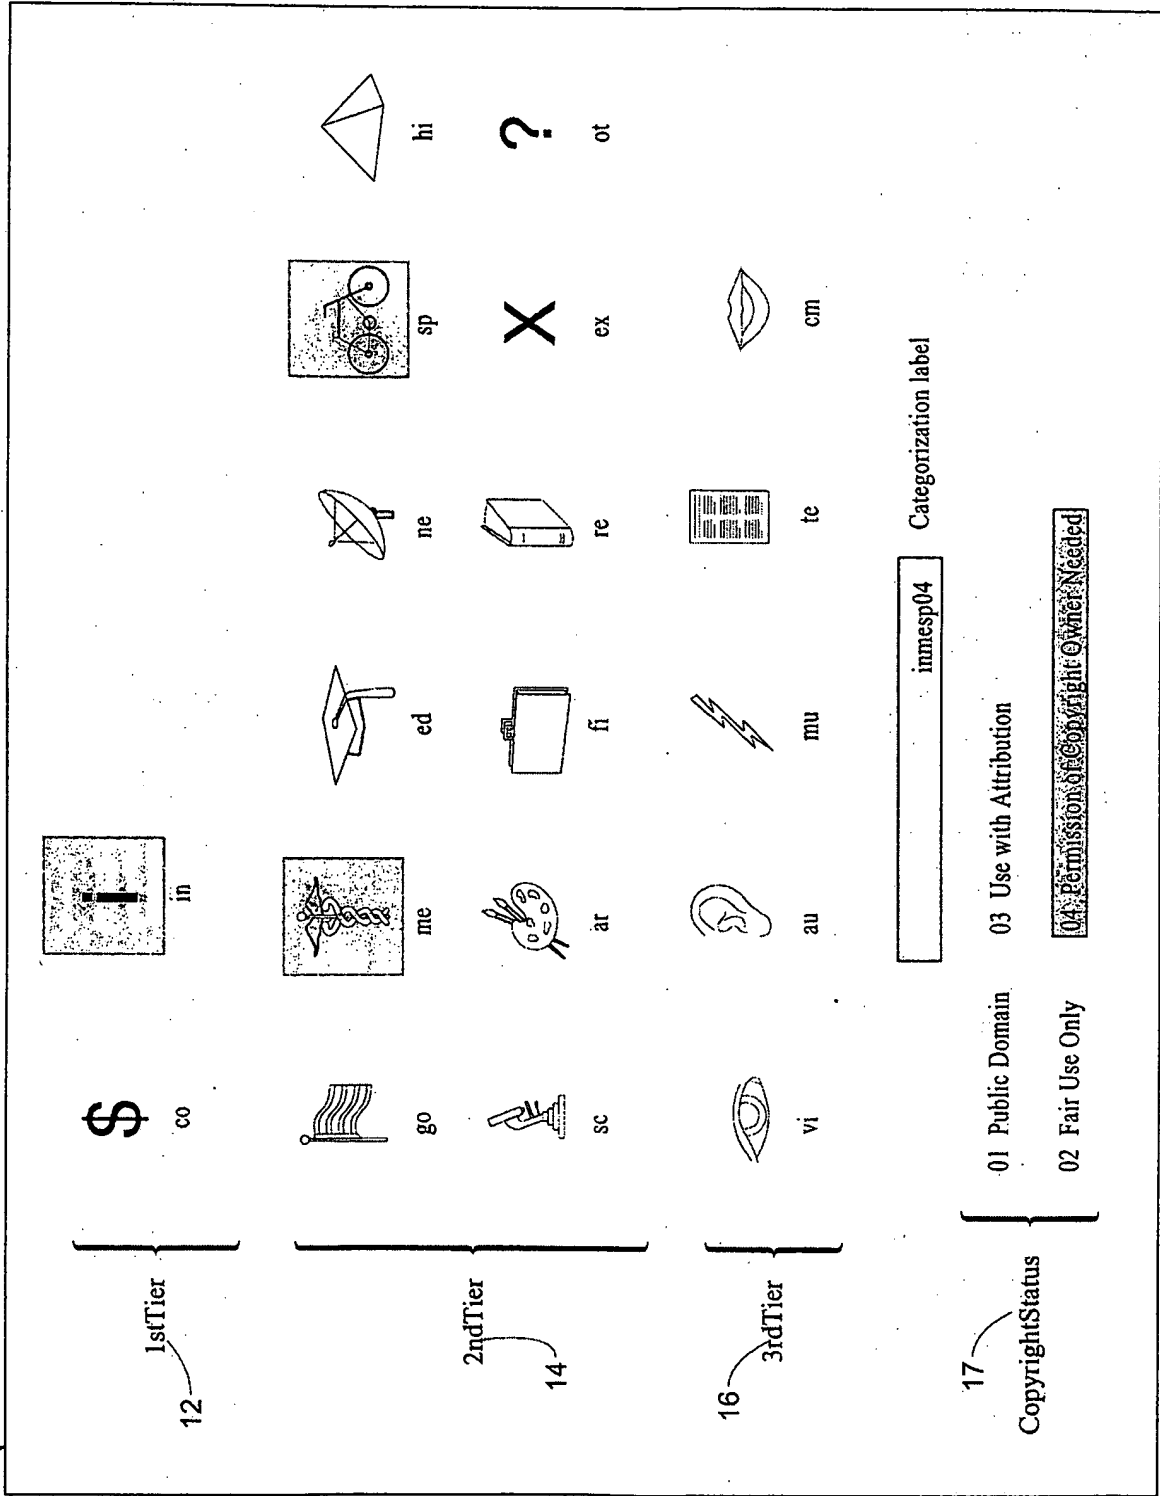 1stTier
12
$
co
in
2ndTier
14
go
me
ed
ne
sp
hi
sc
ar
fi
re
X
ex
?
ot
3rdTier
16
vi
au
mu
te
cm
inmesp04
Categorization label
CopyrightStatus
17
01 Public Domain
03 Use with Attribution
02 Fair Use Only
04 Permission of Copyright Owner Needed